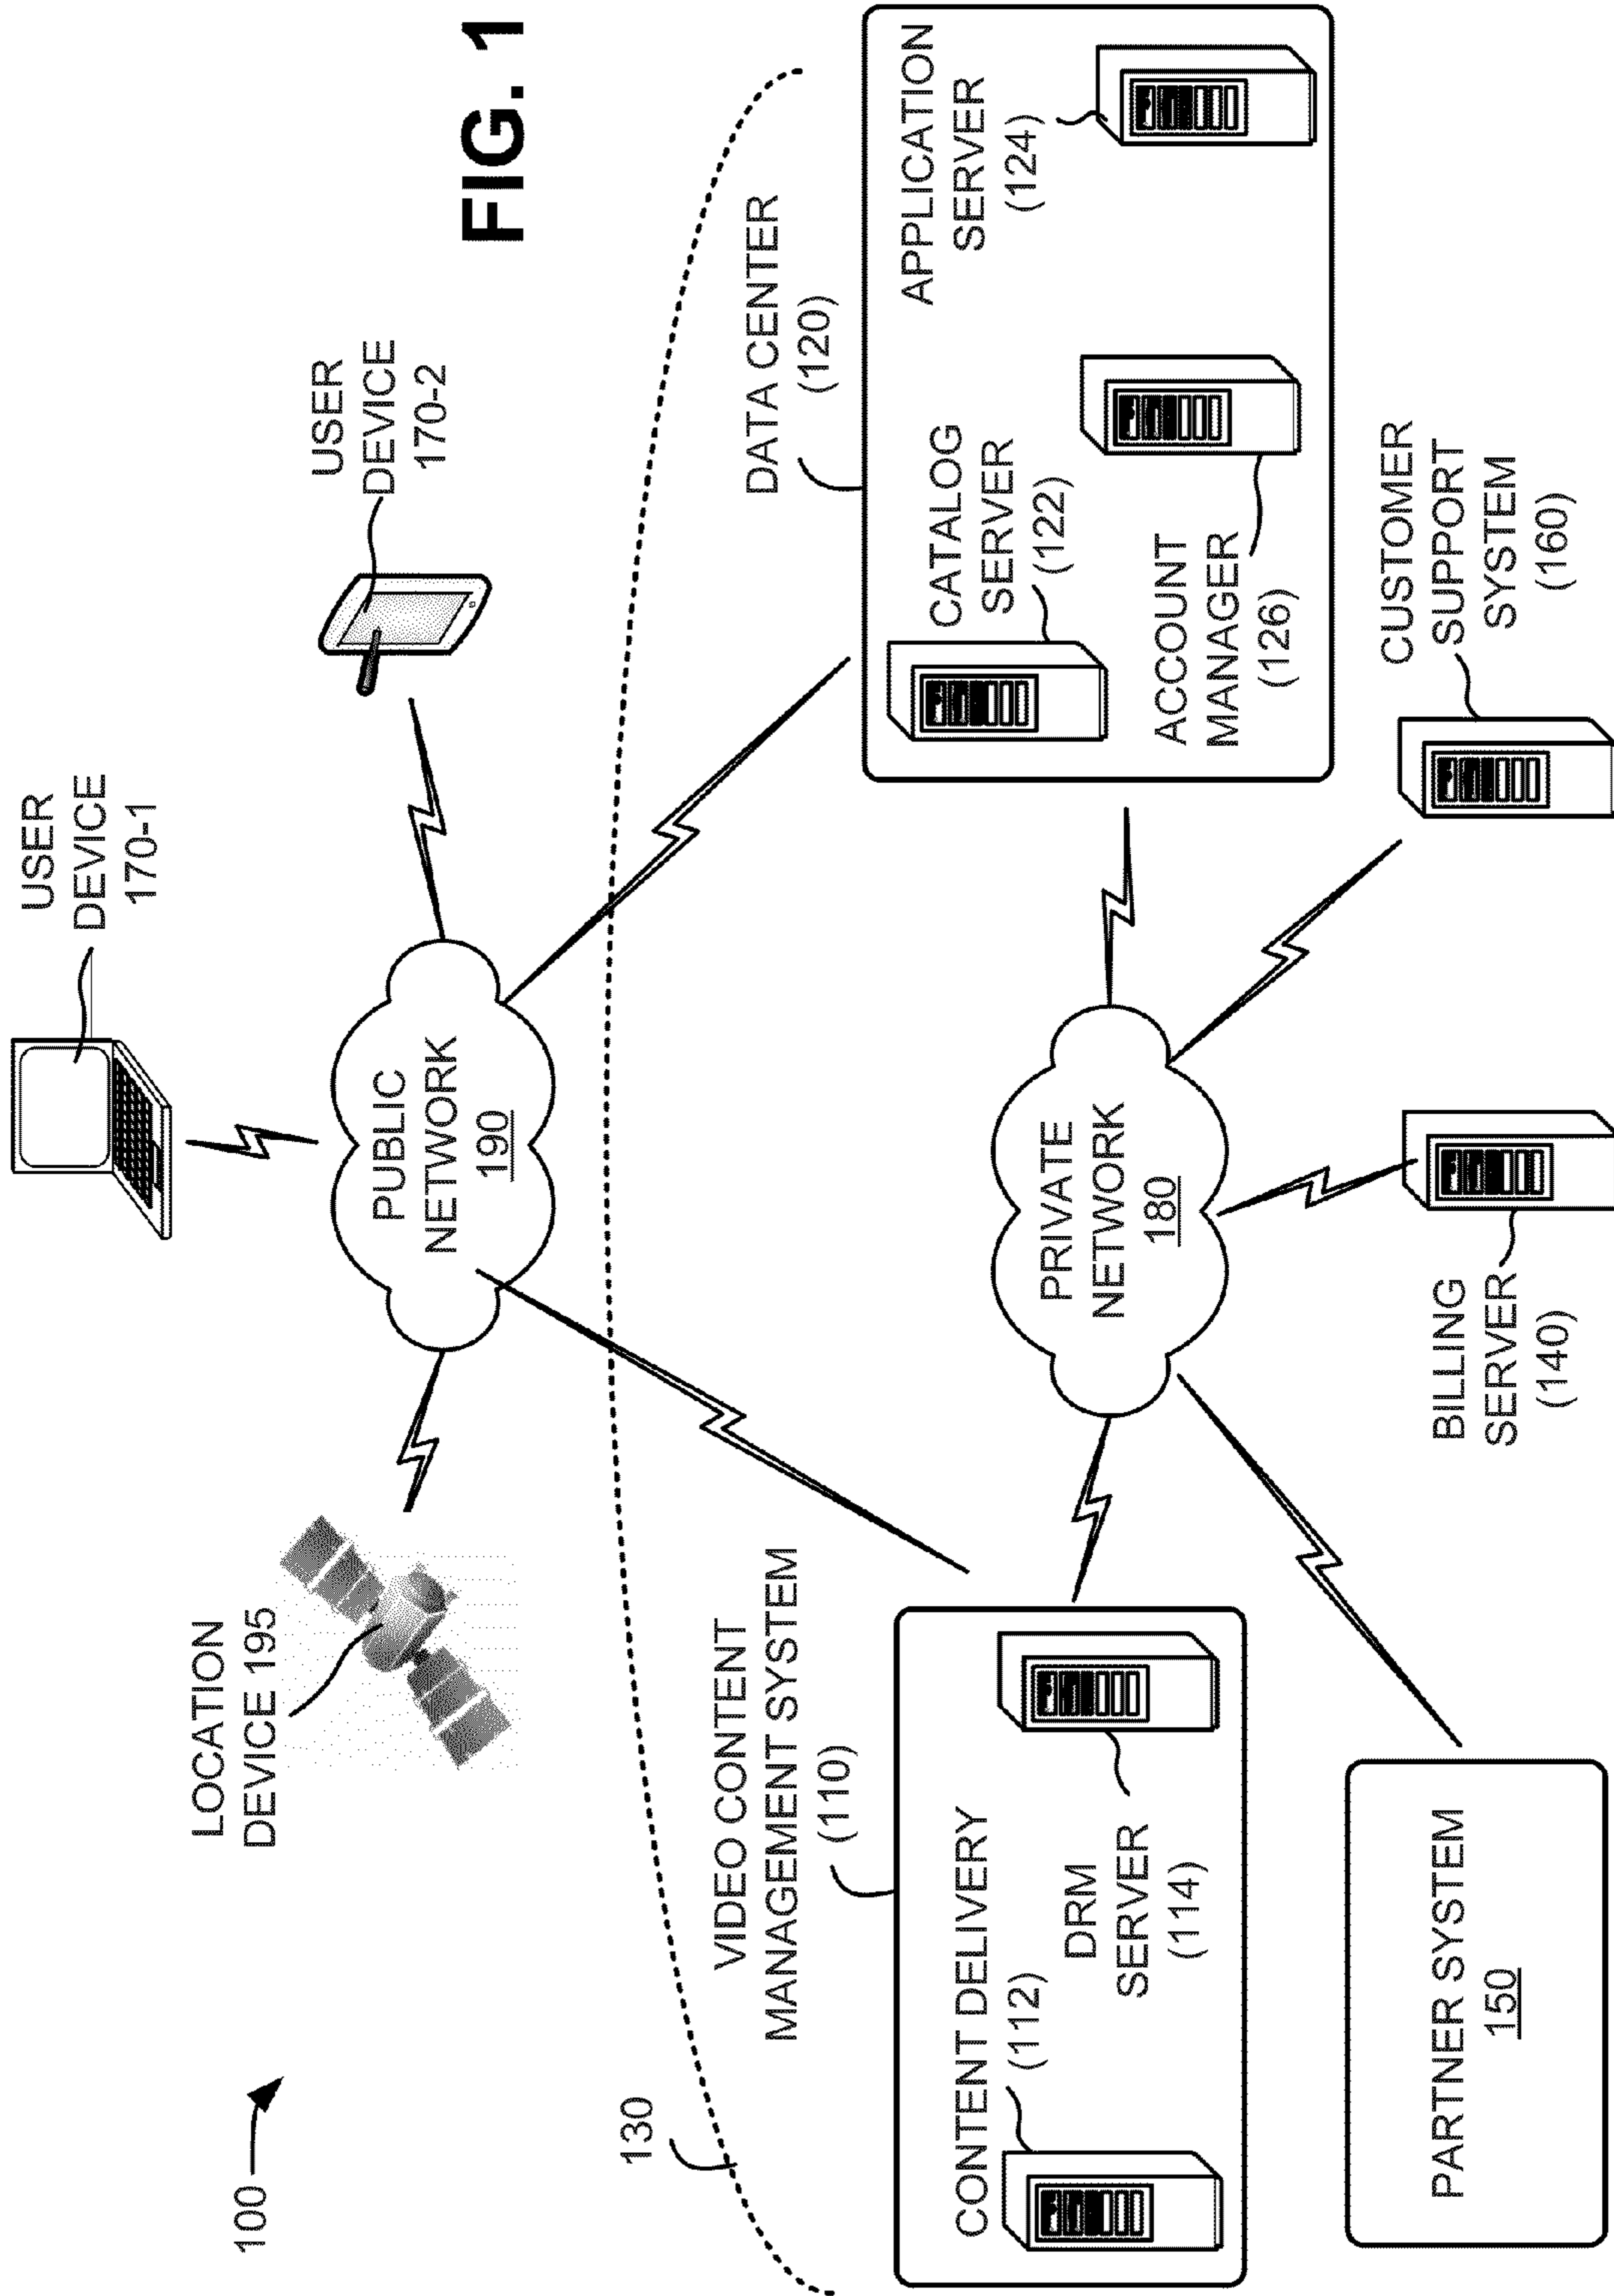 100
LOCATION
DEVICE 195
USER
DEVICE
170-1
USER
DEVICE
170-2
PUBLIC
NETWORK
190
FIG. 1
130
VIDEO CONTENT
MANAGEMENT SYSTEM
(110)
CONTENT DELIVERY
(112)
DRM
SERVER
(114)
DATA CENTER
(120)
CATALOG
SERVER
(122)
APPLICATION
SERVER
(124)
ACCOUNT
MANAGER
(126)
PRIVATE
NETWORK
180
PARTNER SYSTEM
150
BILLING
SERVER
(140)
CUSTOMER
SUPPORT
SYSTEM
(160)